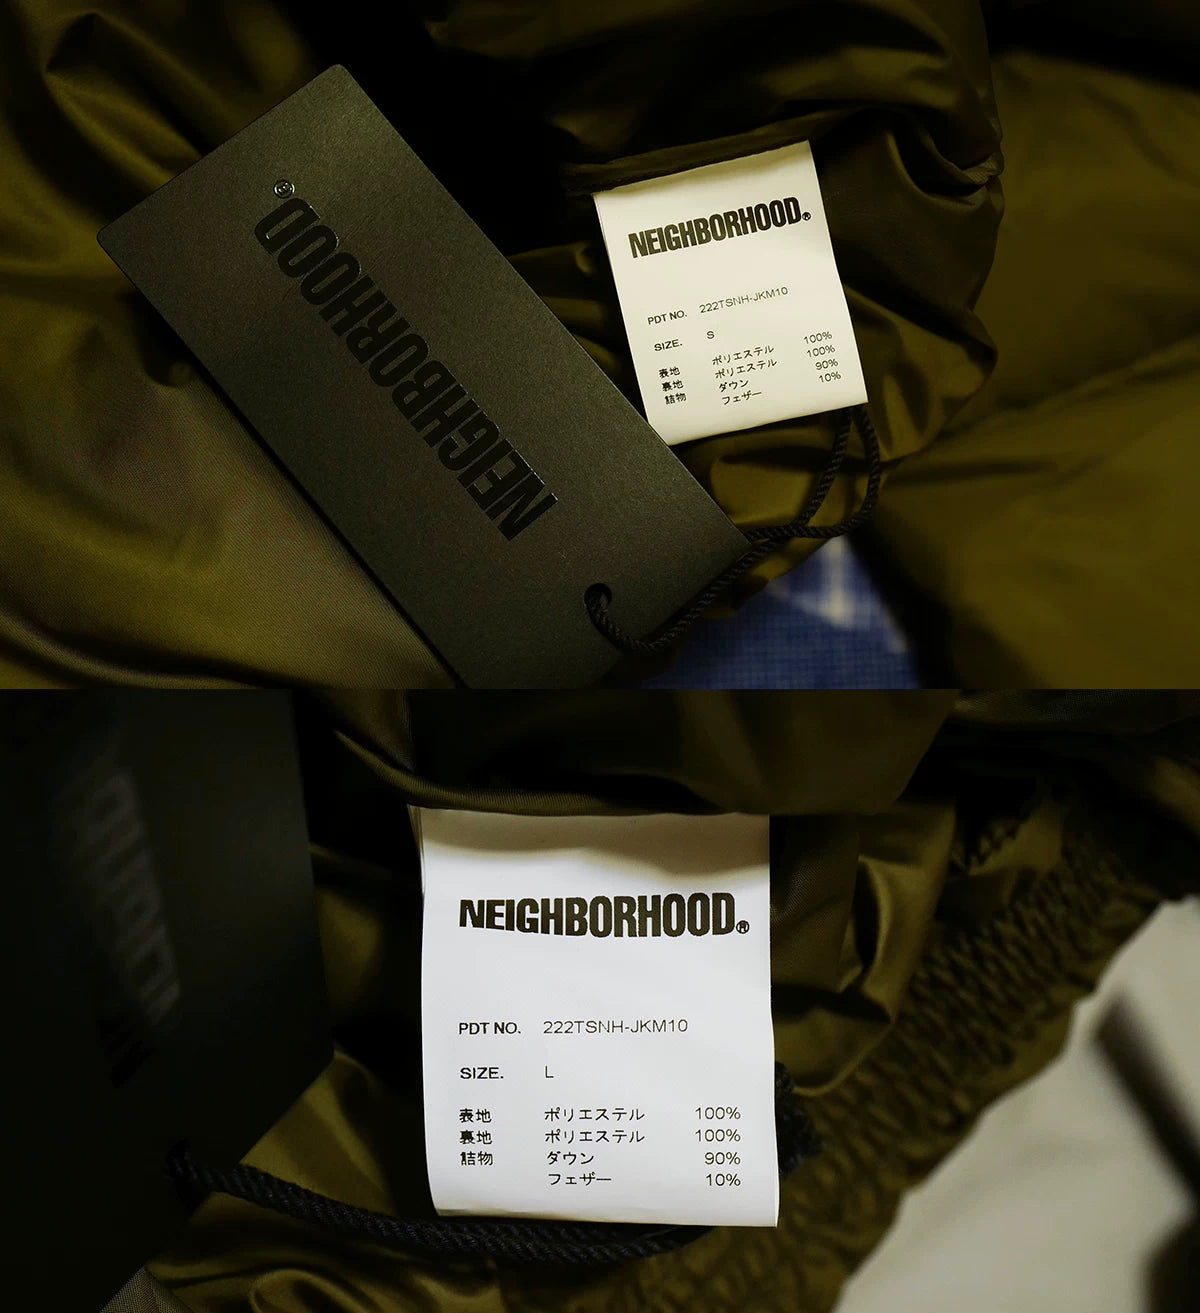 NEIGHBORHOOD®
NEIGHBORHOOD®
PDT NO. 222TSNH-JKM10
SIZE. S
表地 ポリエステル 100%
裏地 ポリエステル 100%
詰物 ダウン 90%
フェザー 10%
NEIGHBORHOOD®
PDT NO. 222TSNH-JKM10
SIZE. L
表地 ポリエステル 100%
裏地 ポリエステル 100%
詰物 ダウン 90%
フェザー 10%